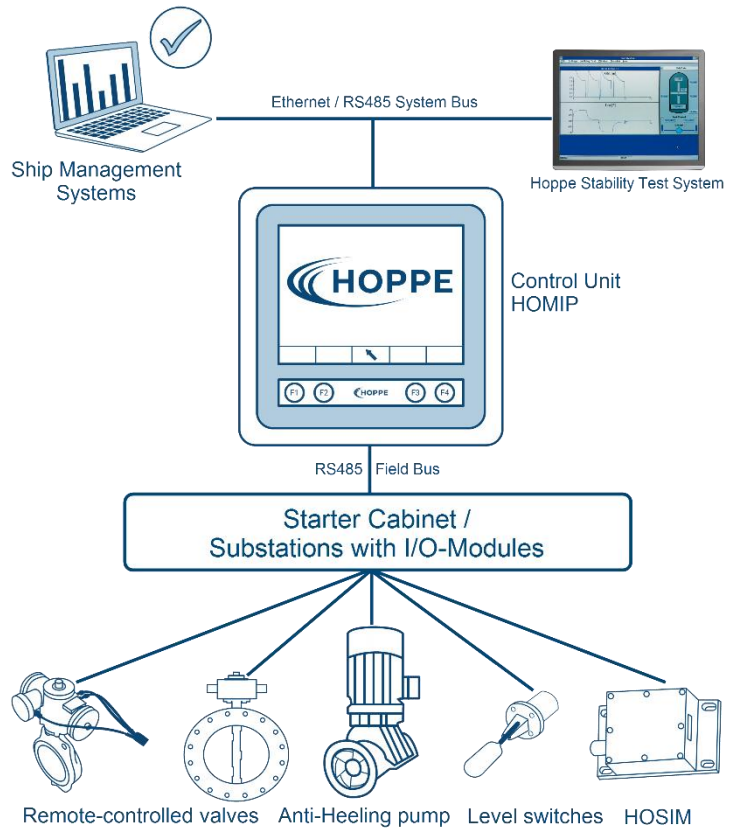 Ethernet / RS485 System Bus
Ship Management
Systems
Hoppe Stability Test System
HOPPE
Control Unit
HOMIP
F1 F2 HOPPE F3 F4
RS485 Field Bus
Starter Cabinet /
Substations with I/O-Modules
Remote-controlled valves Anti-Heeling pump Level switches HOSIM